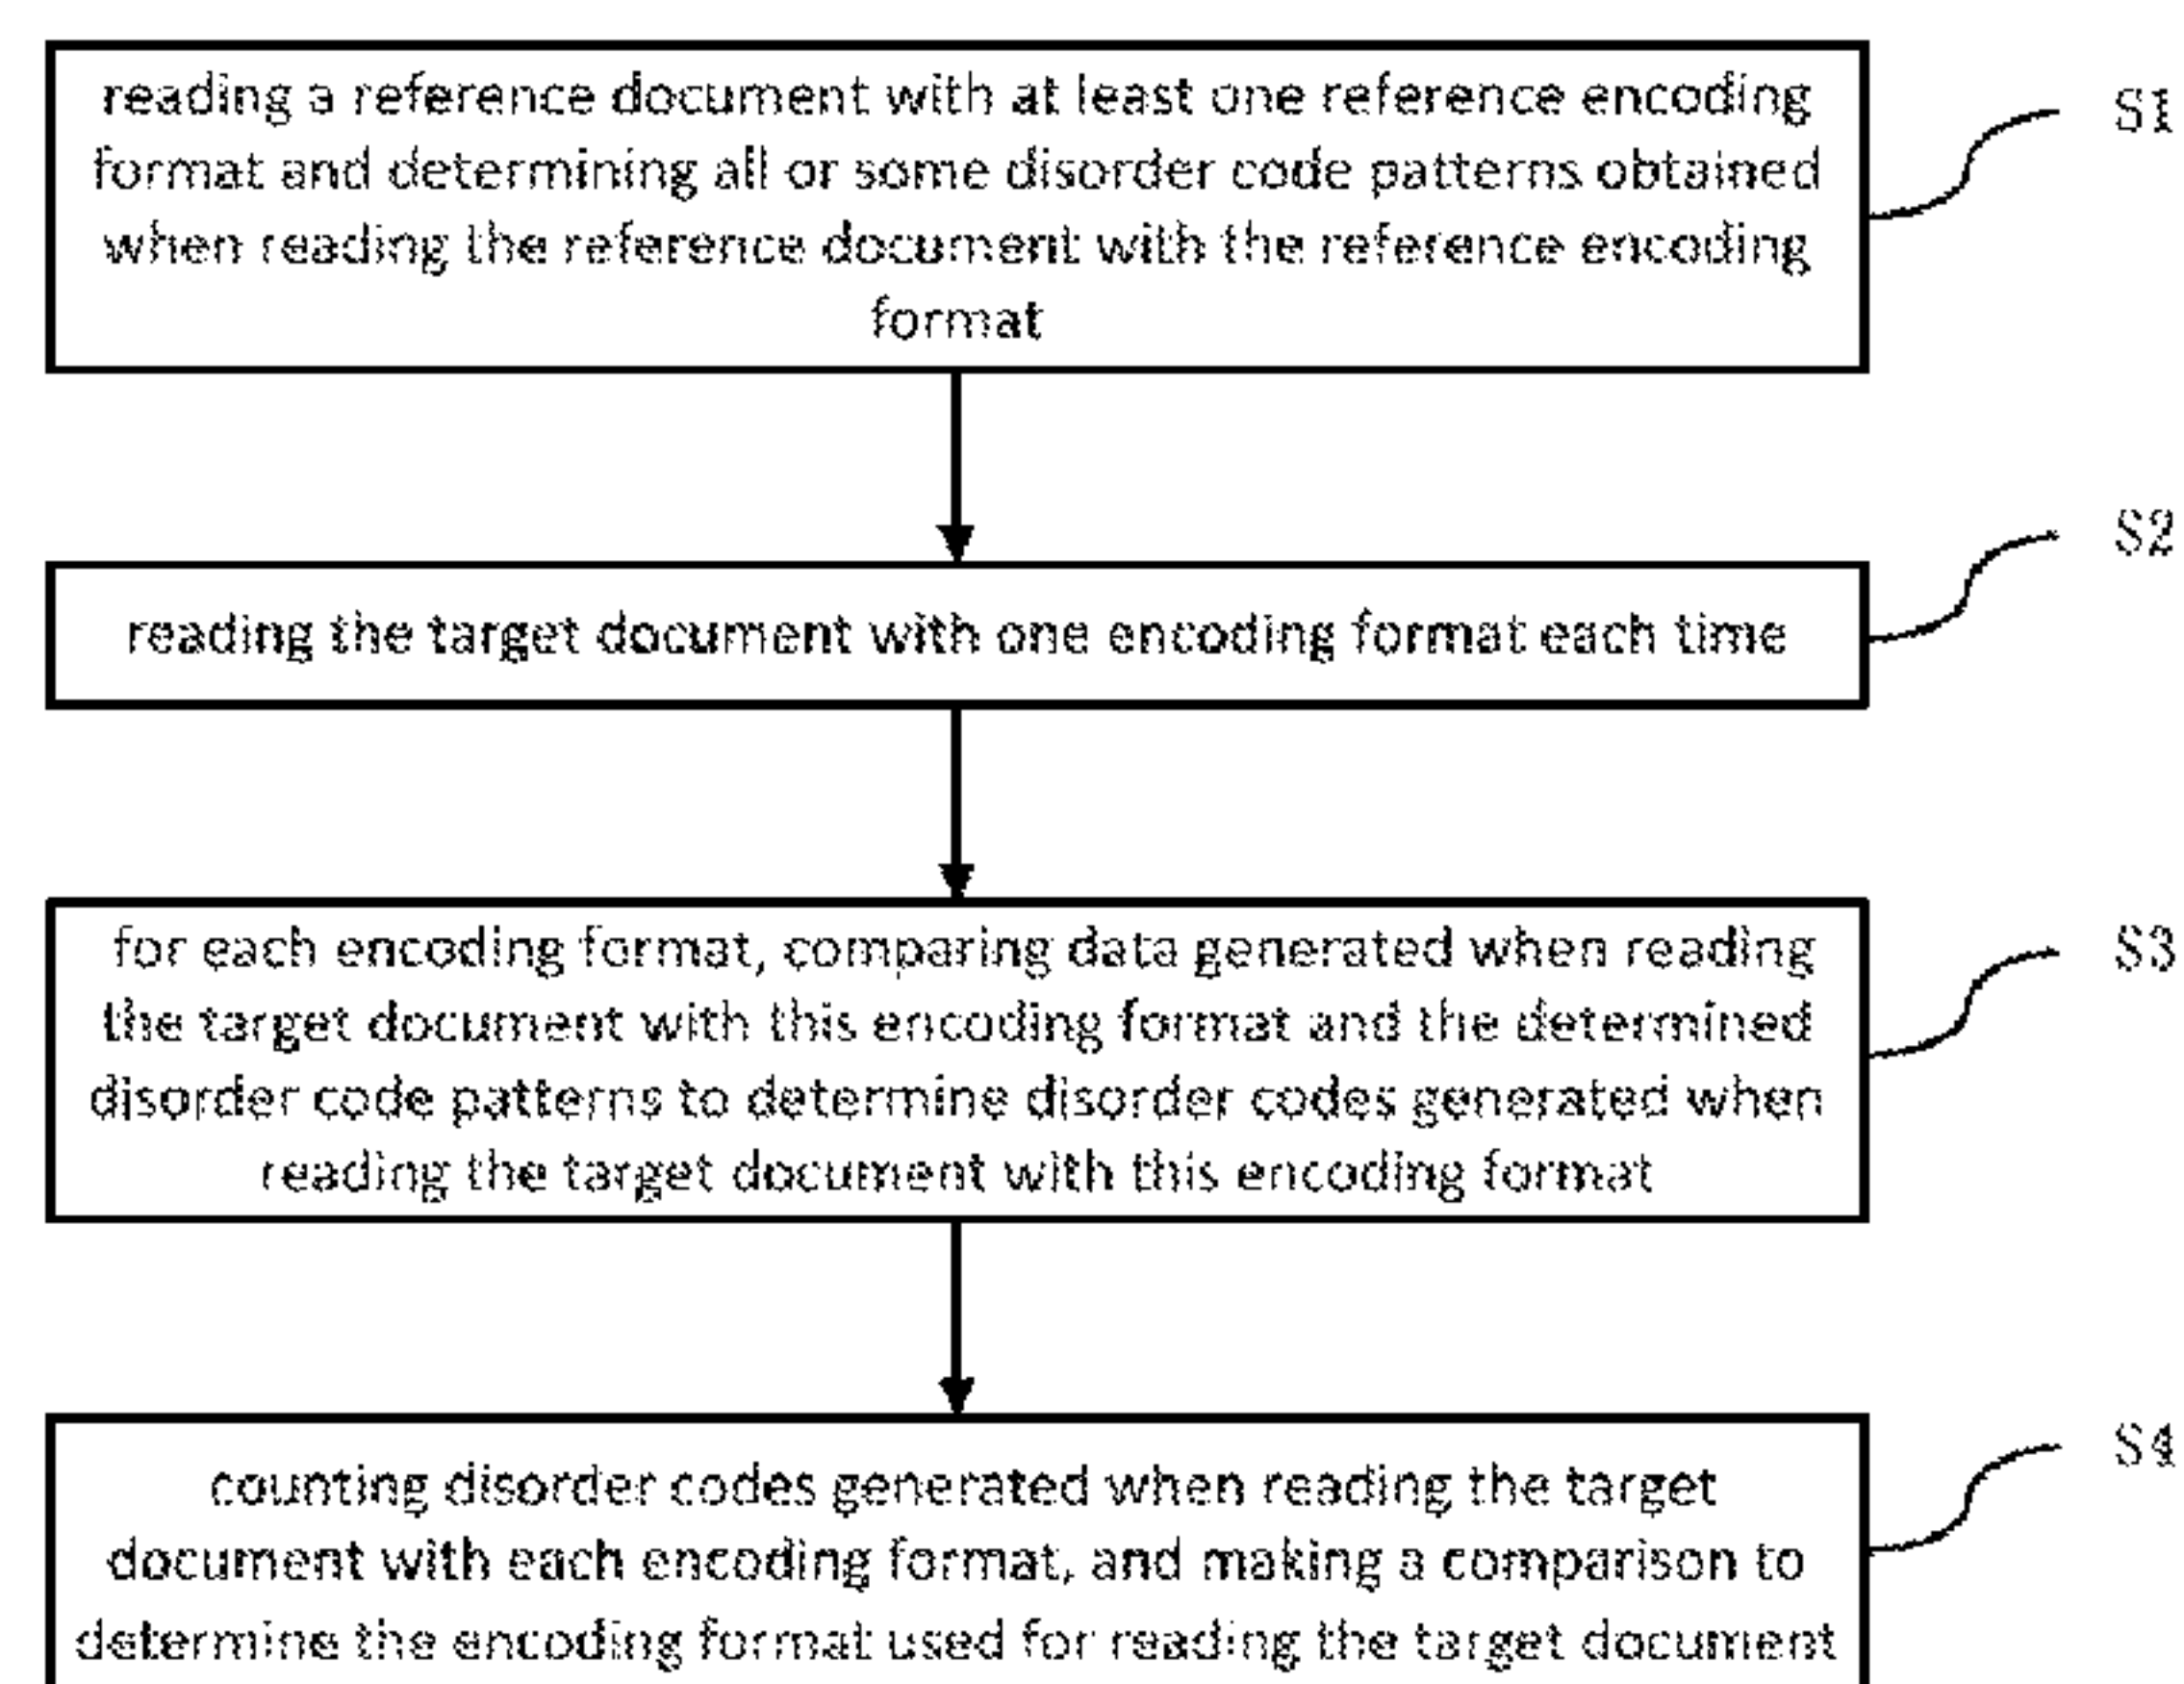 reading a reference document with at least one reference encoding
S1
format and determining all or some disorder code patterns obtained
when reading the reference document with the reference encoding
format
S2
reading the target document with one encoding format each time
for each encoding format, comparing data generated when reading
S3
the target document with this encoding format and the determined
disorder code patterns to determine disorder codes generated when
reading the target document with this encoding format
S4
counting disorder codes generated when reading the target
document with each encoding format, and making a comparison to
determine the encoding format used for reading the target document